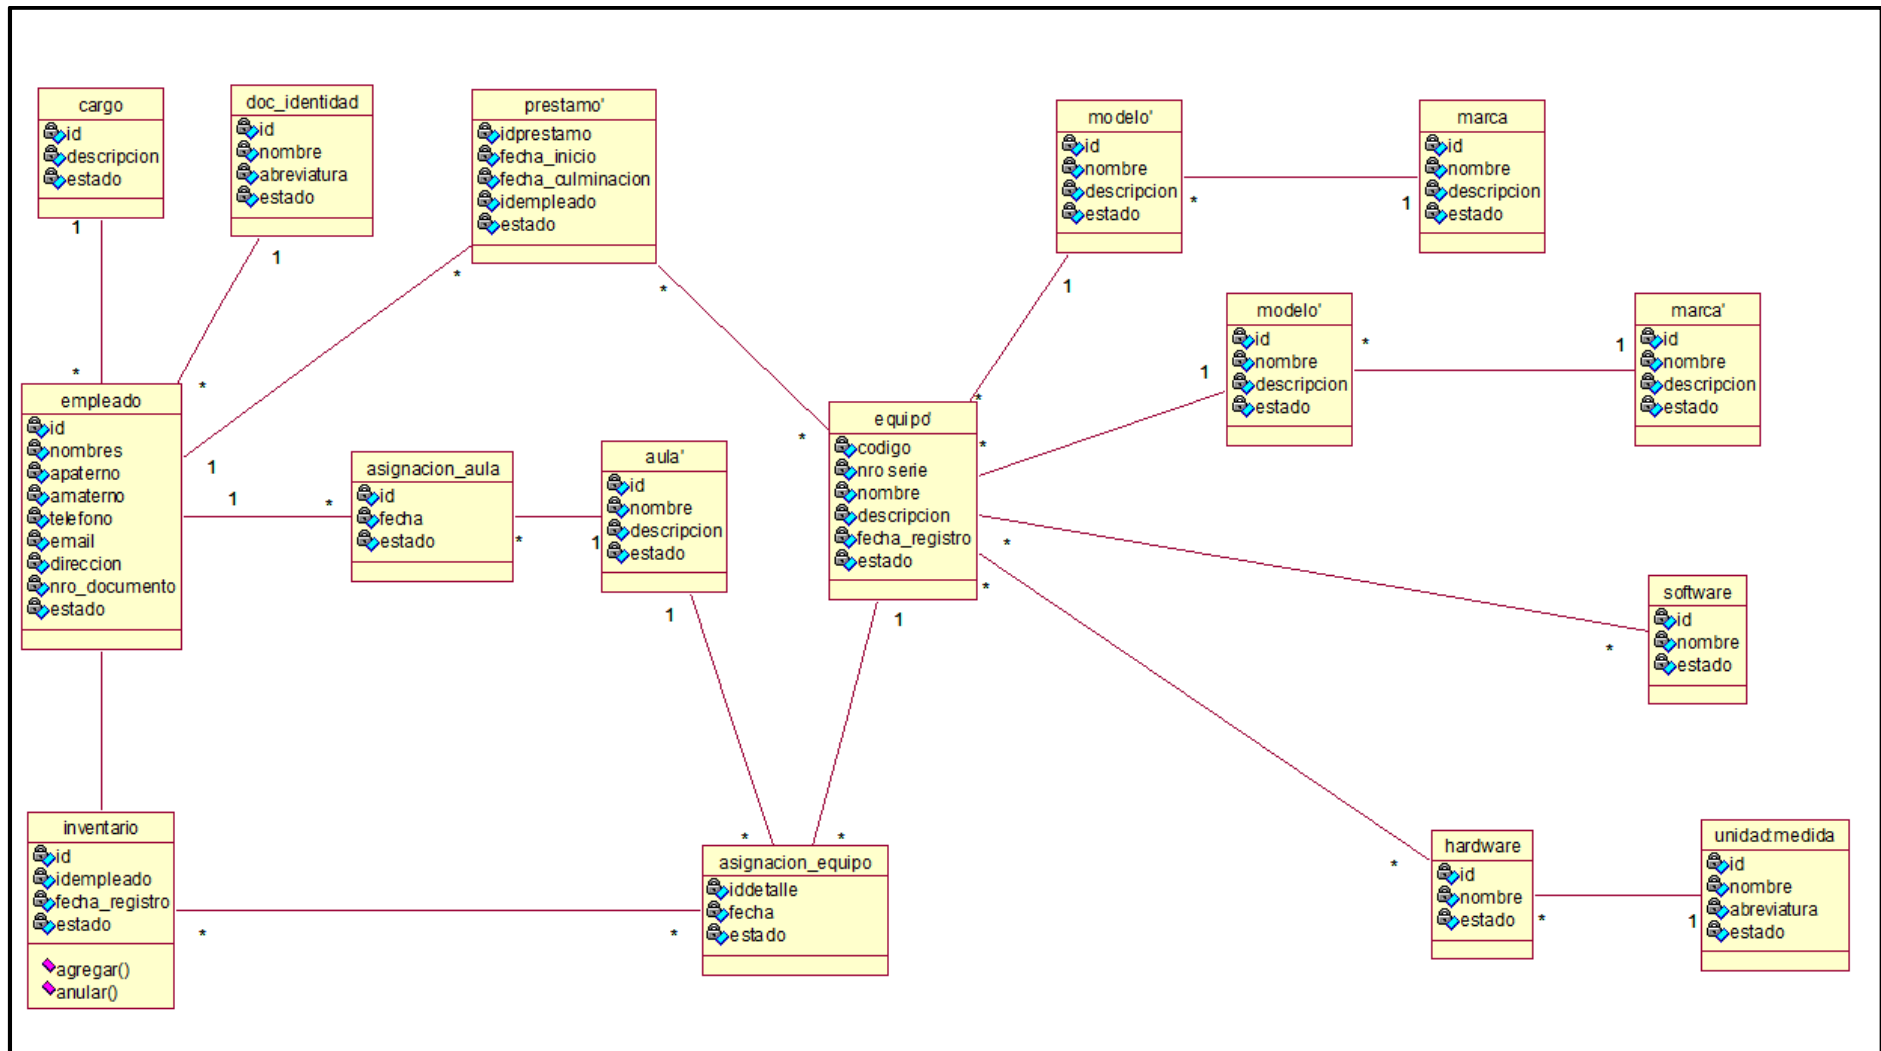 cargo
id
descripcion
estado
1
doc_identidad
id
nombre
abreviatura
estado
1
prestamo'
idprestamo
fecha_inicio
fecha_culminacion
idempleado
estado
*
*
modelo'
id
nombre
descripcion
estado
*
1
1
marca
id
nombre
descripcion
estado
modelo'
id
nombre
descripcion
estado
*
1
1
marca'
id
nombre
descripcion
estado
*
*
empleado
id
nombres
apaterno
amaterno
telefono
email
direccion
nro_documento
estado
1
1
*
asignacion_aula
id
fecha
estado
*
1
aula'
id
nombre
descripcion
estado
1
*
equipo'
codigo
nro serie
nombre
descripcion
fecha_registro
estado
*
*
*
*
1
software
id
nombre
estado
*
inventario
id
idempleado
fecha_registro
estado
agregar()
anular()
*
*
*
*
asignacion_equipo
iddetalle
fecha
estado
*
hardware
id
nombre
estado
*
1
unidad:medida
id
nombre
abreviatura
estado